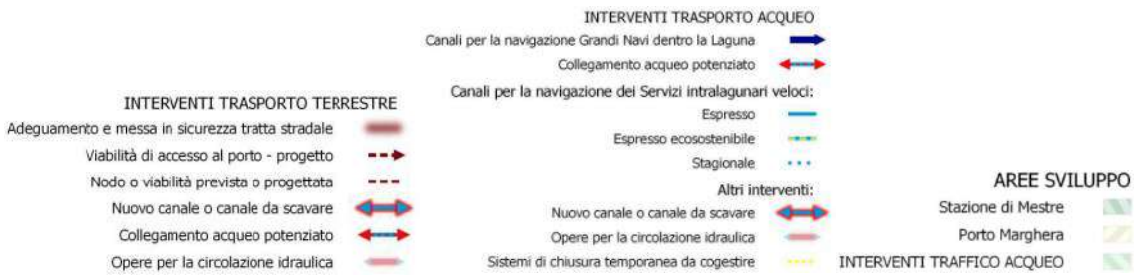 INTERVENTI TRASPORTO TERRESTRE
Adeguamento e messa in sicurezza tratta stradale
Viabilità di accesso al porto - progetto
Nodo o viabilità prevista o progettata
Nuovo canale o canale da scavare
Collegamento acqueo potenziato
Opere per la circolazione idraulica
INTERVENTI TRASPORTO ACQUEO
Canali per la navigazione Grandi Navi dentro la Laguna
Collegamento acqueo potenziato
Canali per la navigazione dei Servizi intralagunari veloci:
Espresso
Espresso ecosostenibile
Stagionale
Altri interventi:
Nuovo canale o canale da scavare
Opere per la circolazione idraulica
Sistemi di chiusura temporanea da cogestire
AREE SVILUPPO
Stazione di Mestre
Porto Marghera
INTERVENTI TRAFFICO ACQUEO